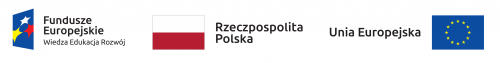 Fundusze
Europejskie
Wiedza Edukacja Rozwój
Rzeczpospolita
Polska
Unia Europejska